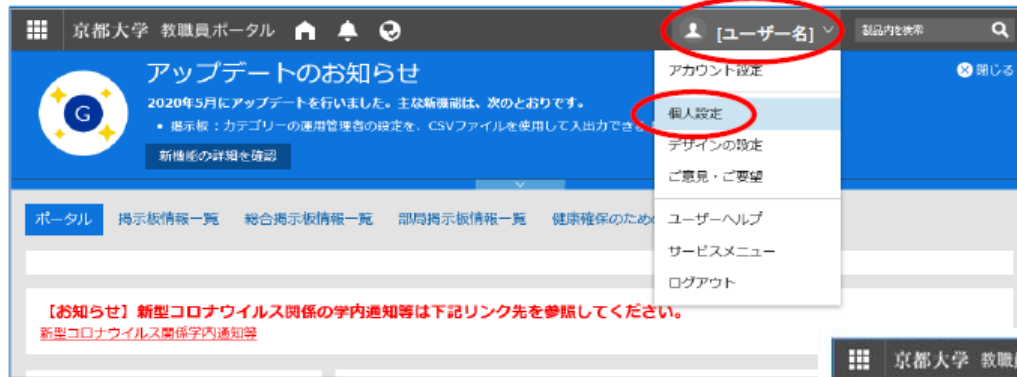 京都大学 教職員ポータル
[ユーザー名]
製品内を検索
アップデートのお知らせ
閉じる
2020年5月にアップデートを行いました。主な新機能は、次のとおりです。
• 掲示板：カテゴリーの運用管理者の設定を、CSVファイルを使用して入出力でき
新機能の詳細を確認
G
アカウント設定
個人設定
デザインの設定
ご意見・ご要望
ユーザーヘルプ
サービスメニュー
ログアウト
ポータル 掲示板情報一覧 総合掲示板情報一覧 部局掲示板情報一覧 健康確保のため
【お知らせ】新型コロナウイルス関係の学内通知等は下記リンク先を参照してください。
新型コロナウイルス関係学内通知等
京都大学 教職